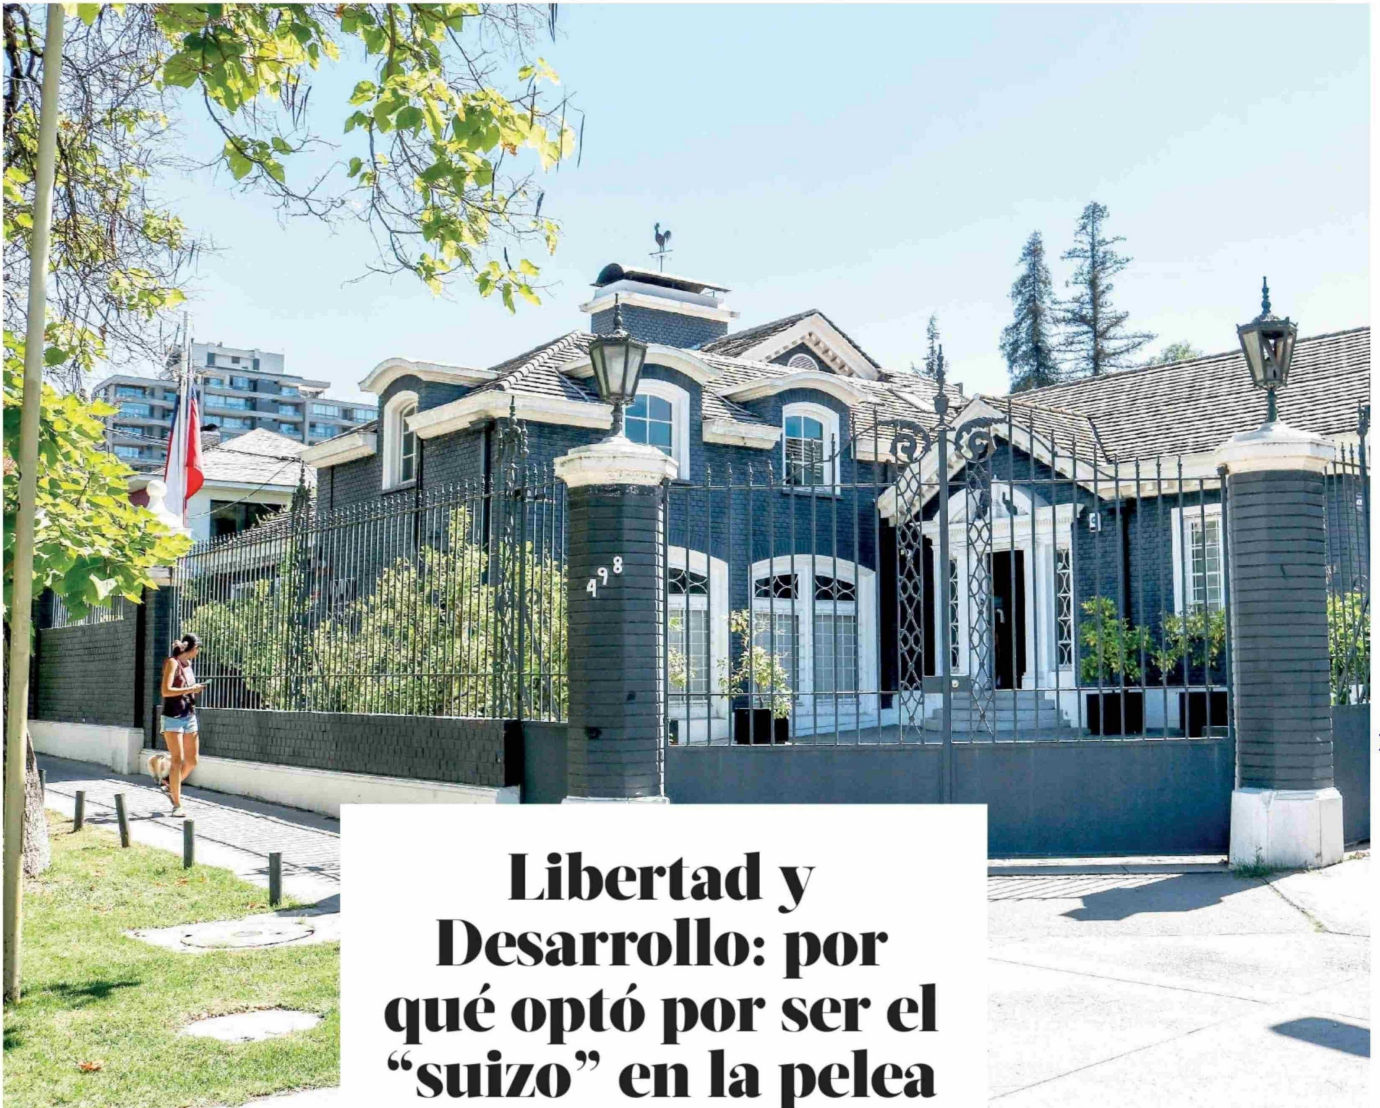 498
Libertad y
Desarrollo: por
qué optó por ser el
“suizo” en la pelea